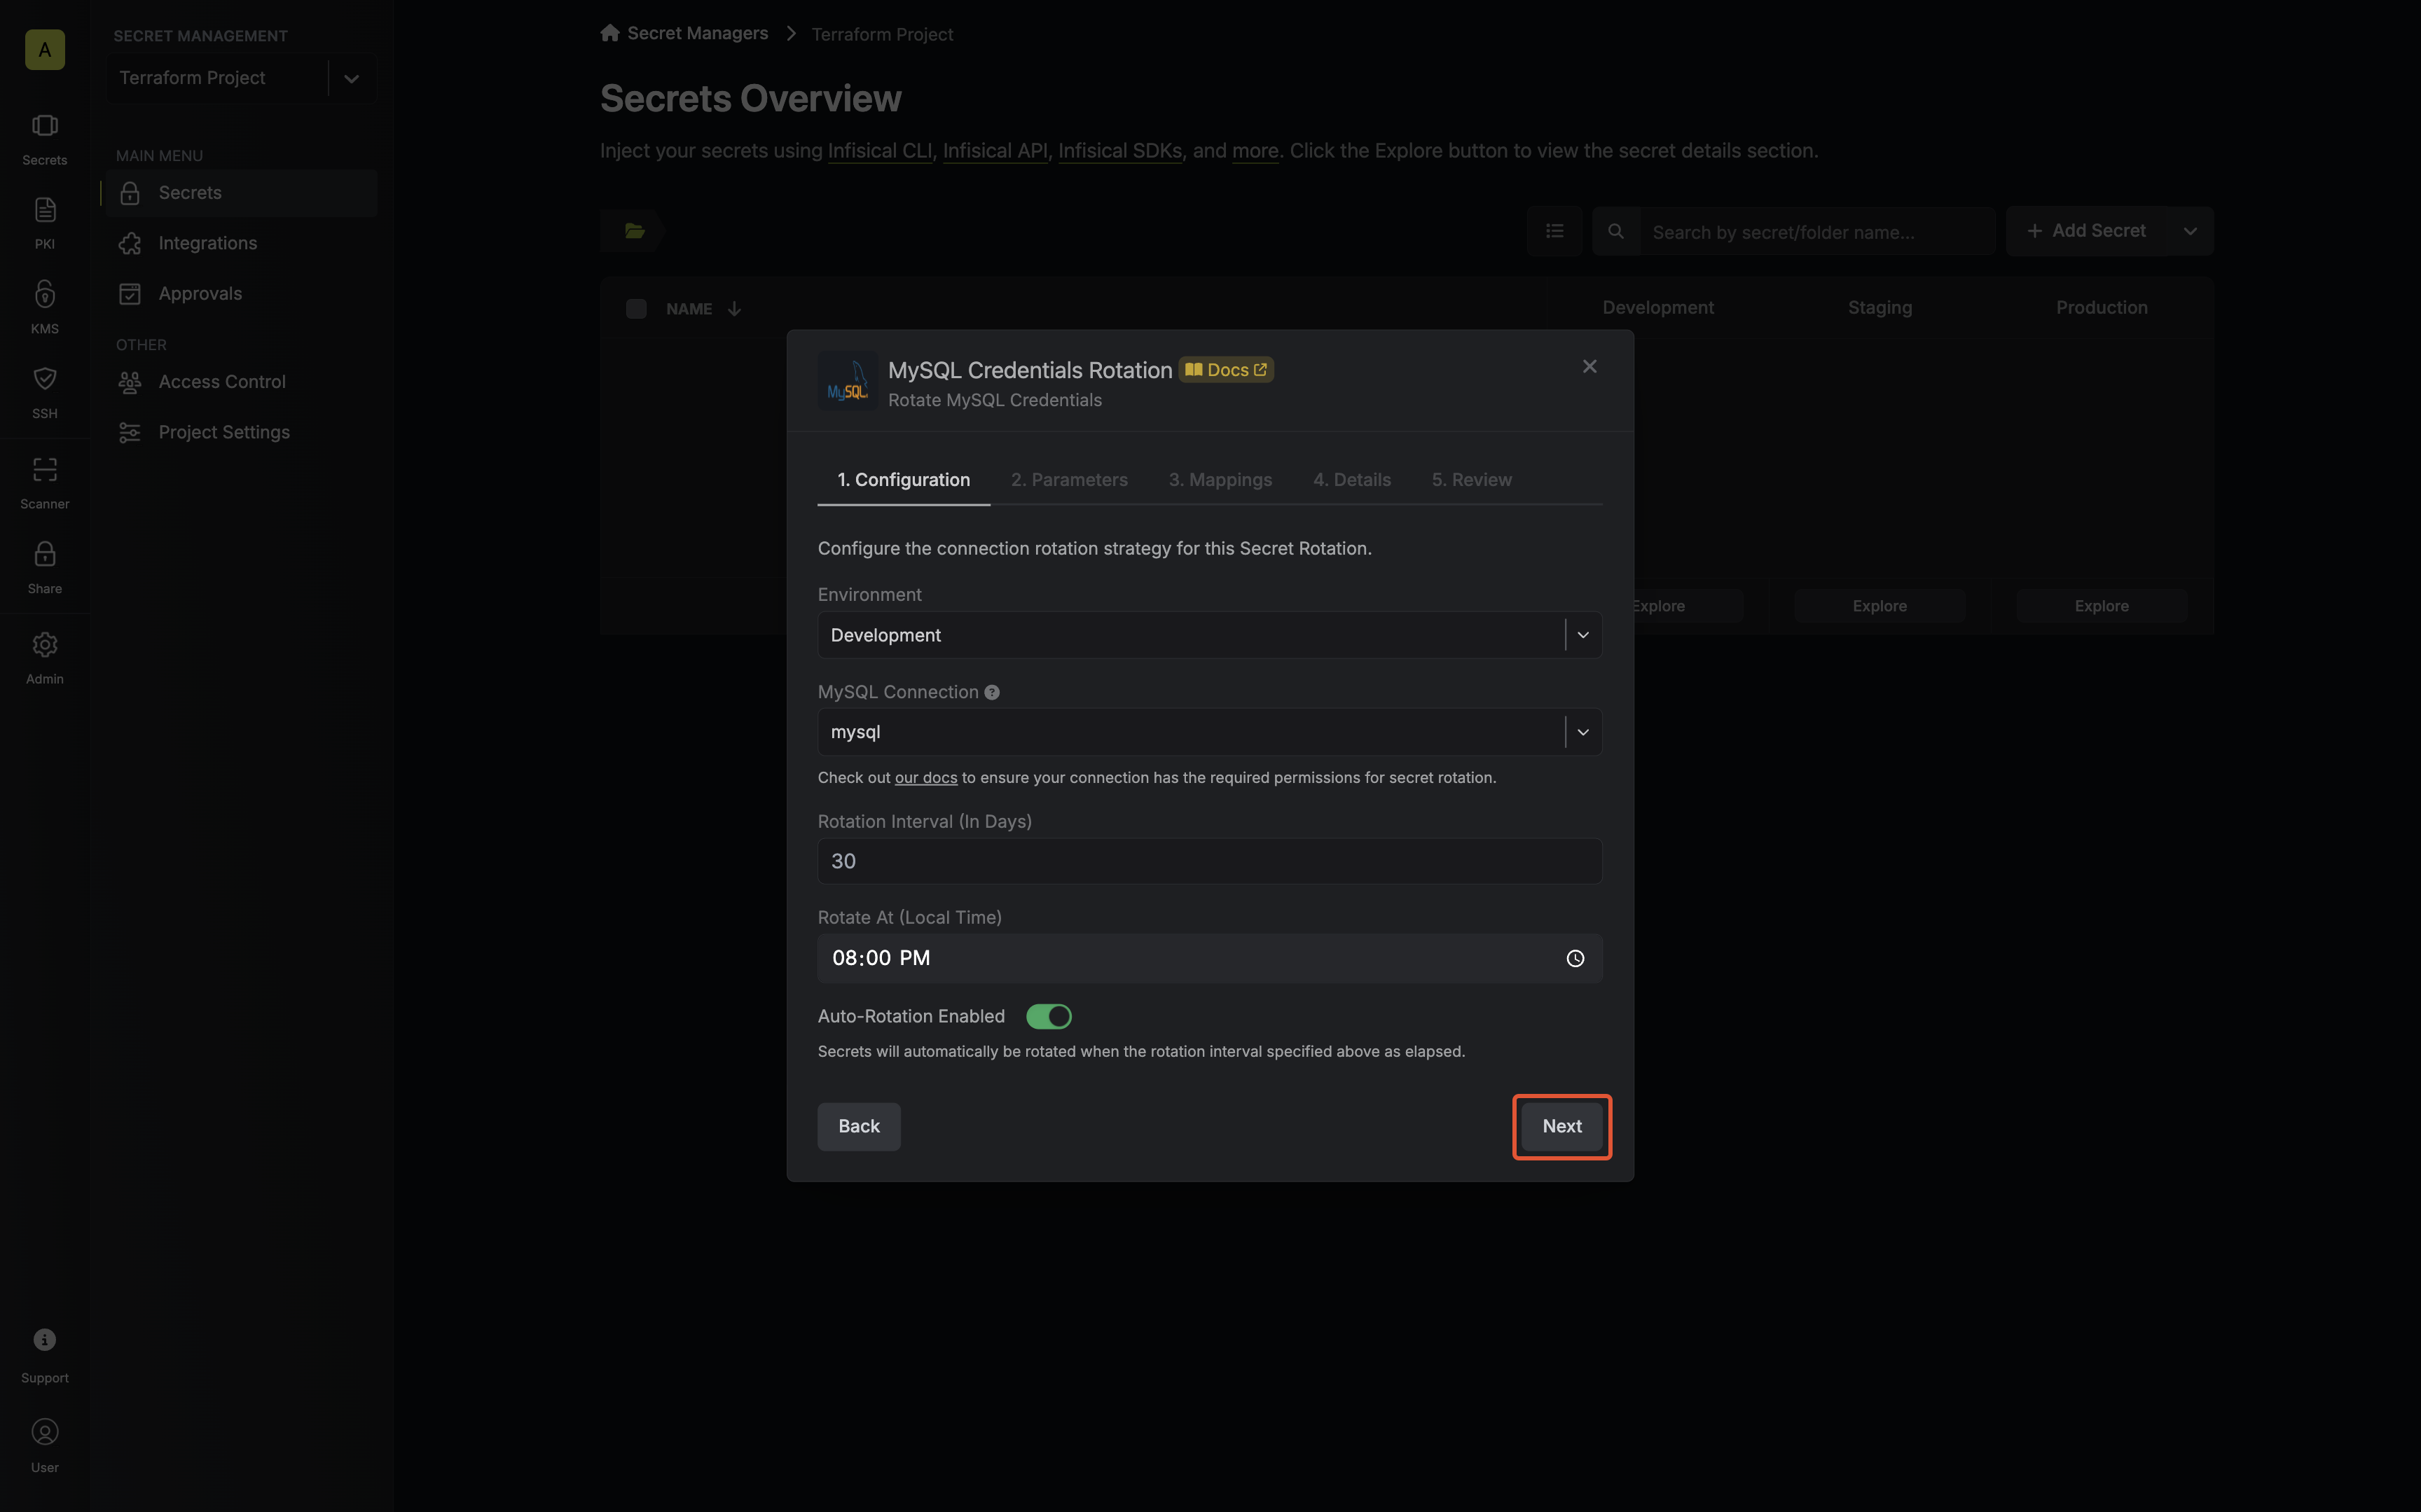 A
Secrets
PKI
KMS
SSH
Scanner
Share
Admin
Support
User
SECRET MANAGEMENT
Terraform Project
MAIN MENU
Secrets
Integrations
Approvals
OTHER
Access Control
Project Settings
Secret Managers
Terraform Project
Secrets Overview
Inject your secrets using Infisical CLI, Infisical API, Infisical SDKs, and more. Click the Explore button to view the secret details section.
Search by secret/folder name...
Add Secret
NAME
Development
Staging
Production
Explore
Explore
Explore
MySQL
MySQL Credentials Rotation
Docs
Rotate MySQL Credentials
1. Configuration
2. Parameters
3. Mappings
4. Details
5. Review
Configure the connection rotation strategy for this Secret Rotation.
Environment
Development
MySQL Connection ?
mysql
Check out our docs to ensure your connection has the required permissions for secret rotation.
Rotation Interval (In Days)
30
Rotate At (Local Time)
08:00 PM
Auto-Rotation Enabled
Secrets will automatically be rotated when the rotation interval specified above as elapsed.
Back
Next